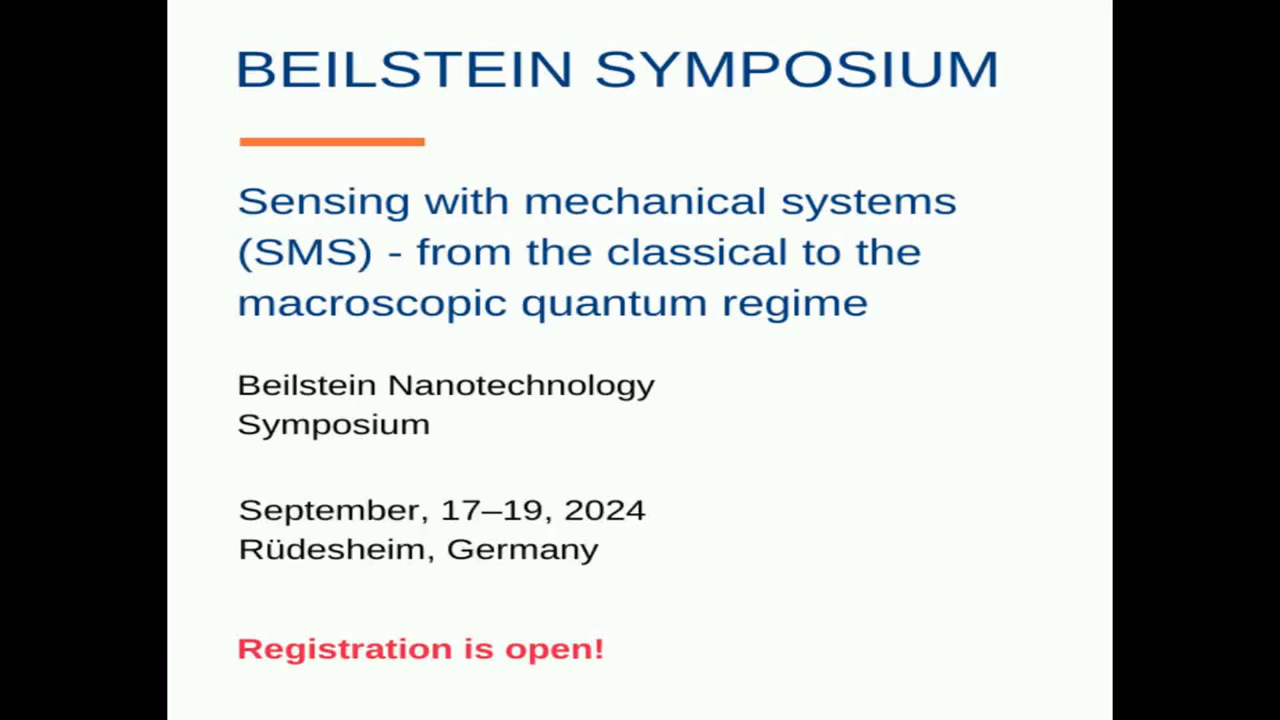 BEILSTEIN SYMPOSIUM
Sensing with mechanical systems
(SMS) - from the classical to the
macroscopic quantum regime
Beilstein Nanotechnology
Symposium
September, 17–19, 2024
Rüdesheim, Germany
Registration is open!